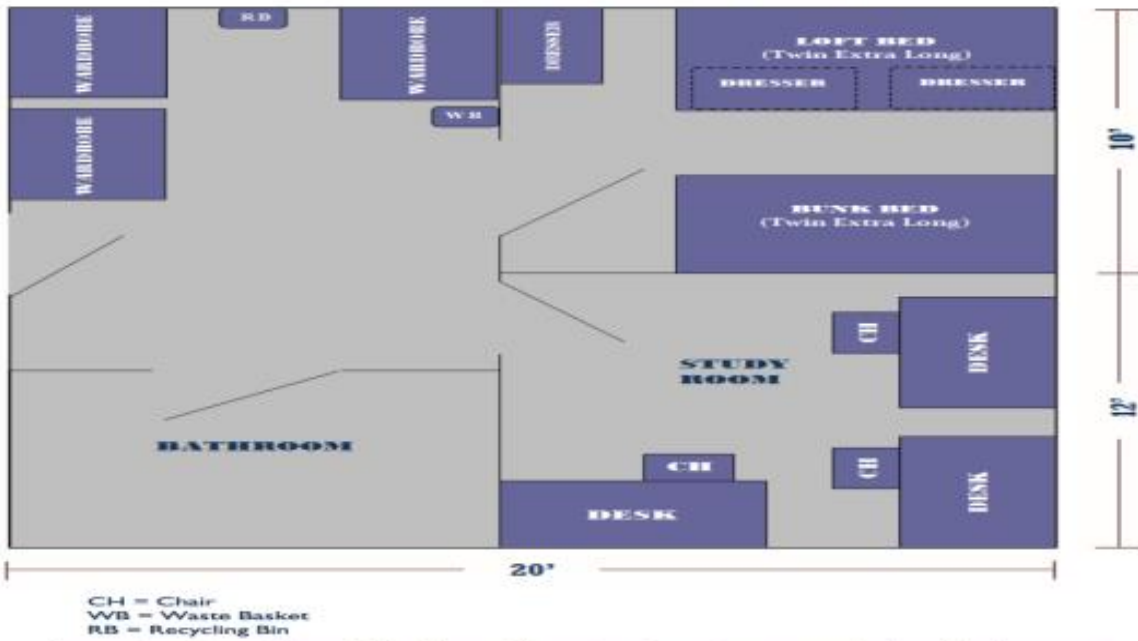 WARDROBE
RB
WARDROBE
DRESSER
LOFT BED
(Twin Extra Long)
DRESSER
DRESSER
WB
WARDROBE
10'
BUNK BED
(Twin Extra Long)
CH
DESK
STUDY
ROOM
12'
BATHROOM
CH
CH
DESK
DESK
20'
CH = Chair
WB = Waste Basket
RB = Recycling Bin